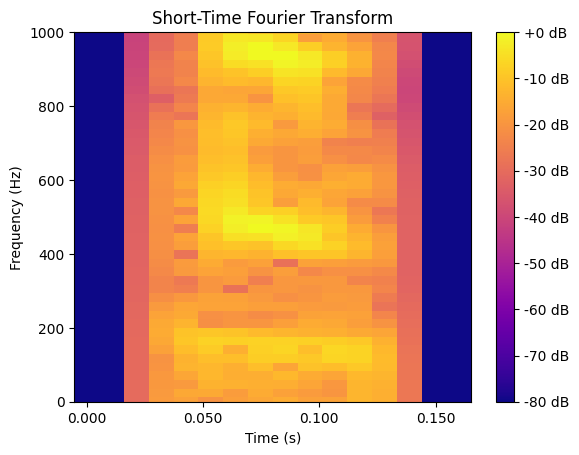 Short-Time Fourier Transform
1000
800
600
400
200
0
Frequency (Hz)
0.000
0.050
0.100
0.150
Time (s)
+0 dB
-10 dB
-20 dB
-30 dB
-40 dB
-50 dB
-60 dB
-70 dB
-80 dB